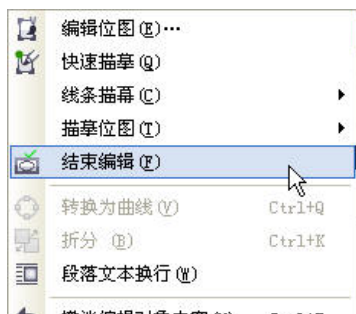 编辑位图(E)…
快速描摹(Q)
线条描幕(C)
描摹位图(T)
结束编辑(F)
转换为曲线(V) Ctrl+Q
折分 (B) Ctrl+K
段落文本换行(W)